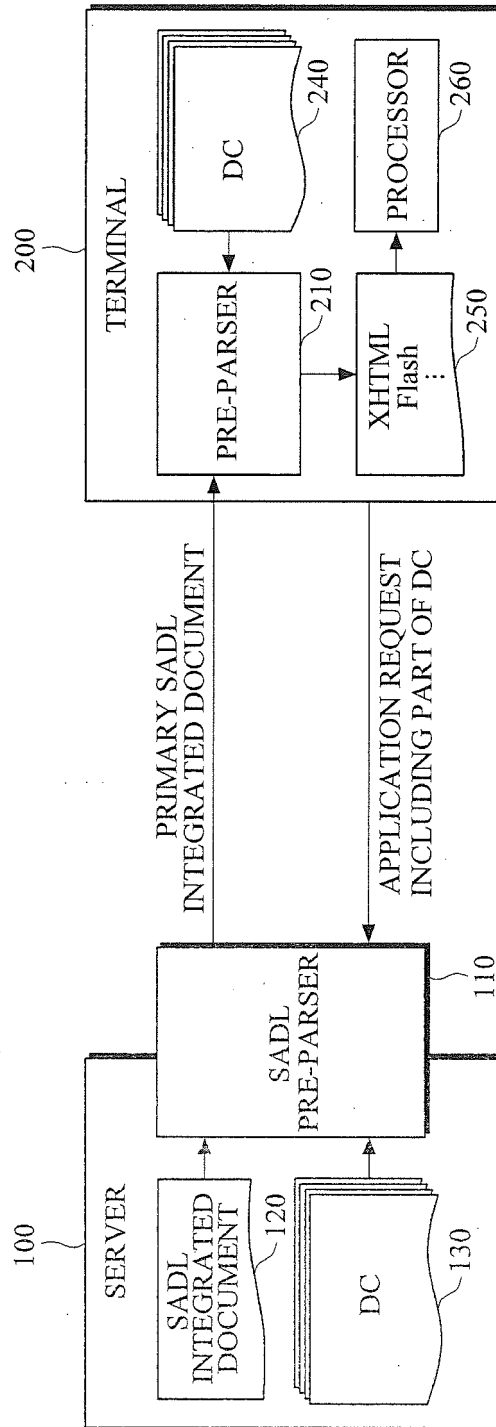 100
SERVER
SADL
INTEGRATED
DOCUMENT
120
DC
130
SADL
PRE-PARSER
110
PRIMARY SADL
INTEGRATED DOCUMENT
APPLICATION REQUEST
INCLUDING PART OF DC
200
TERMINAL
PRE-PARSER
210
DC
240
XHTML
Flash
⋮
250
PROCESSOR
260